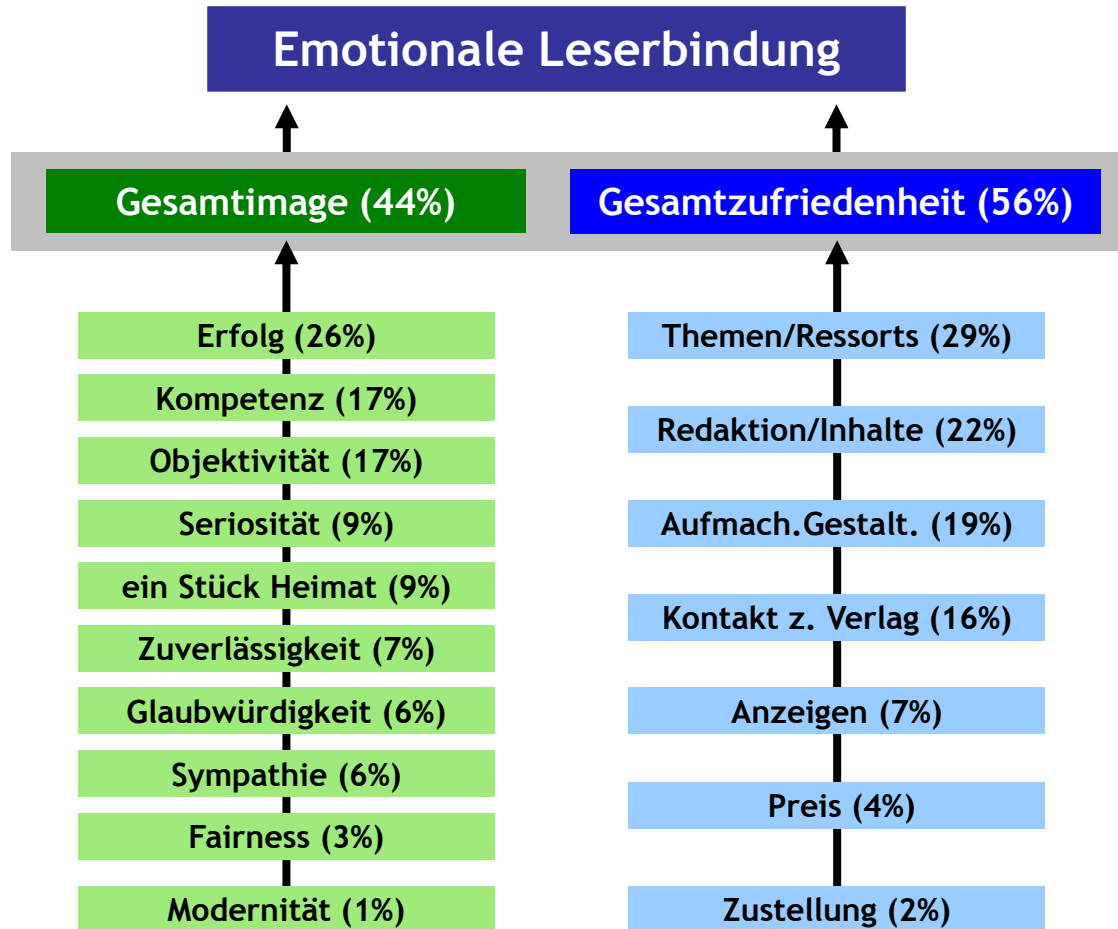 Emotionale Leserbindung
Gesamtimage (44%)
Gesamtzufriedenheit (56%)
Erfolg (26%)
Kompetenz (17%)
Objektivität (17%)
Seriosität (9%)
ein Stück Heimat (9%)
Zuverlässigkeit (7%)
Glaubwürdigkeit (6%)
Sympathie (6%)
Fairness (3%)
Modernität (1%)
Themen/Ressorts (29%)
Redaktion/Inhalte (22%)
Aufmach.Gestalt. (19%)
Kontakt z. Verlag (16%)
Anzeigen (7%)
Preis (4%)
Zustellung (2%)